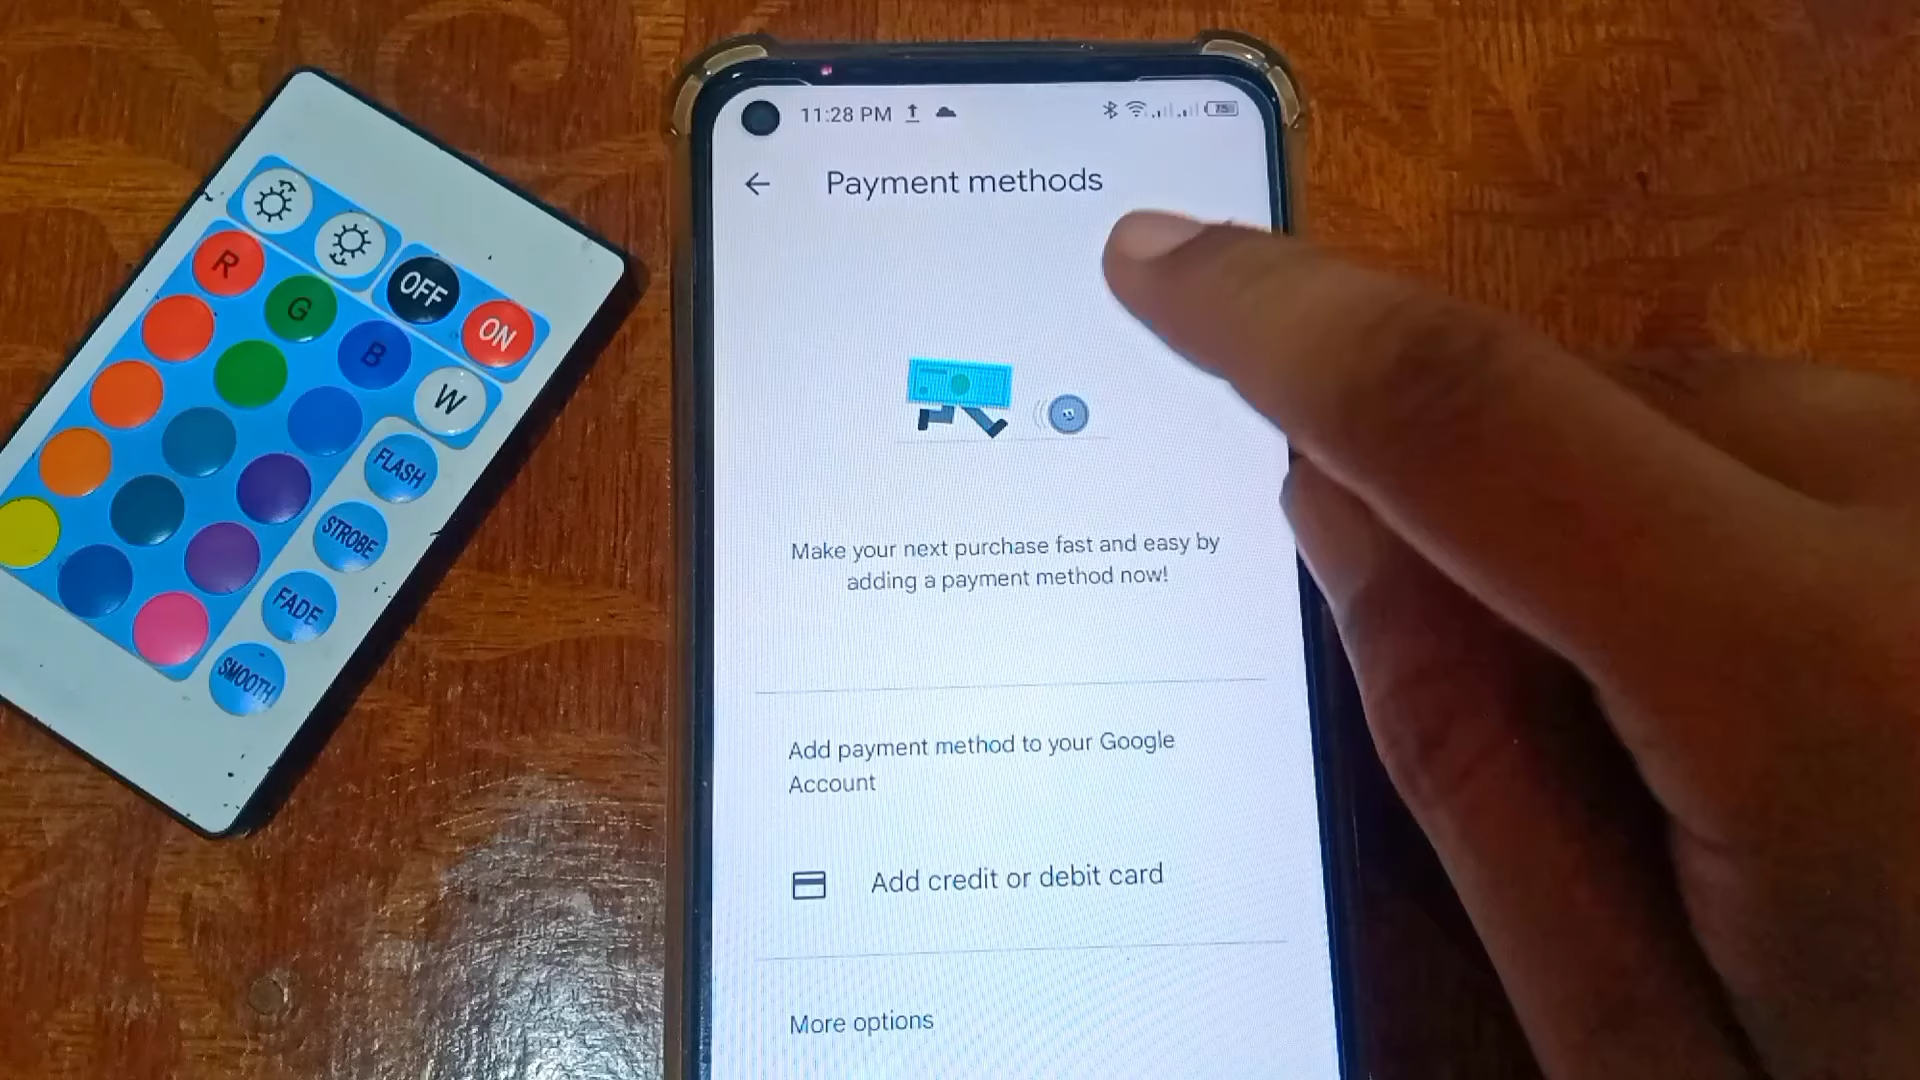 11:28 PM
75
Payment methods
Make your next purchase fast and easy by
adding a payment method now!
Add payment method to your Google
Account
Add credit or debit card
More options
OFF
ON
R
G
B
W
FLASH
STROBE
FADE
SMOOTH